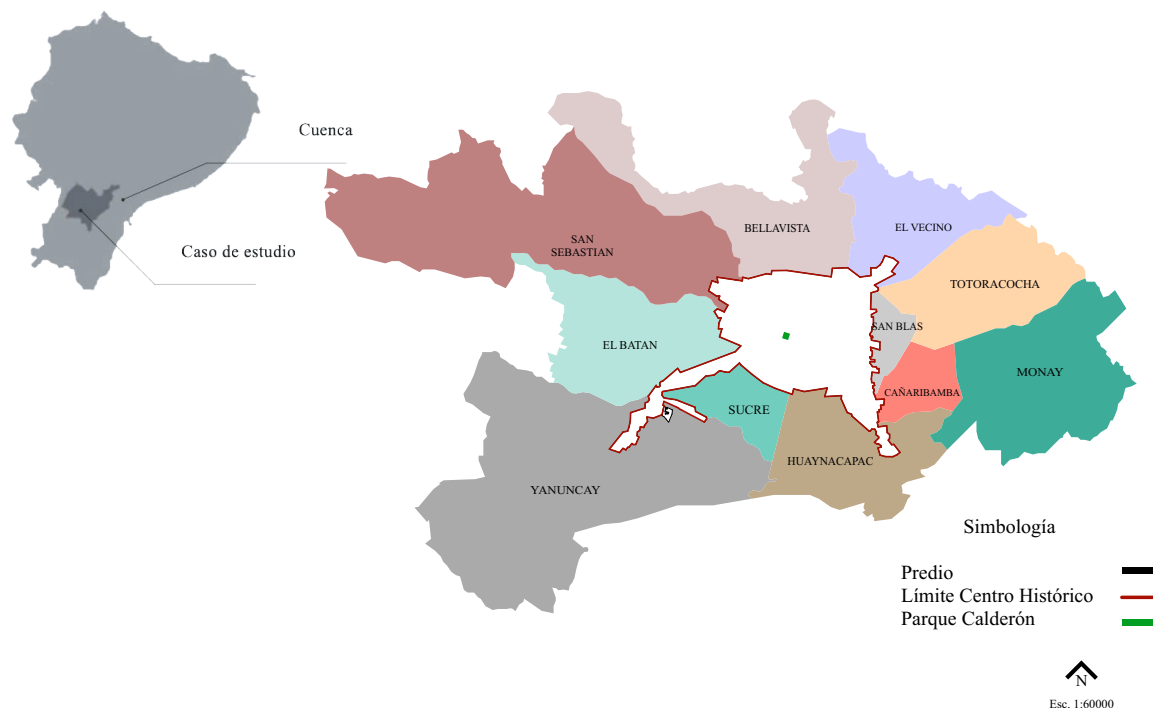 Cuenca
Caso de estudio
BELLAVISTA
EL VECINO
SAN
SEBASTIAN
TOTORACOCHA
SAN BLAS
EL BATAN
MONAY
CAÑARIBAMBA
SUCRE
HUAYNACAPAC
YANUNCAY
Simbología
Predio
Límite Centro Histórico
Parque Calderón
N
Esc. 1:60000